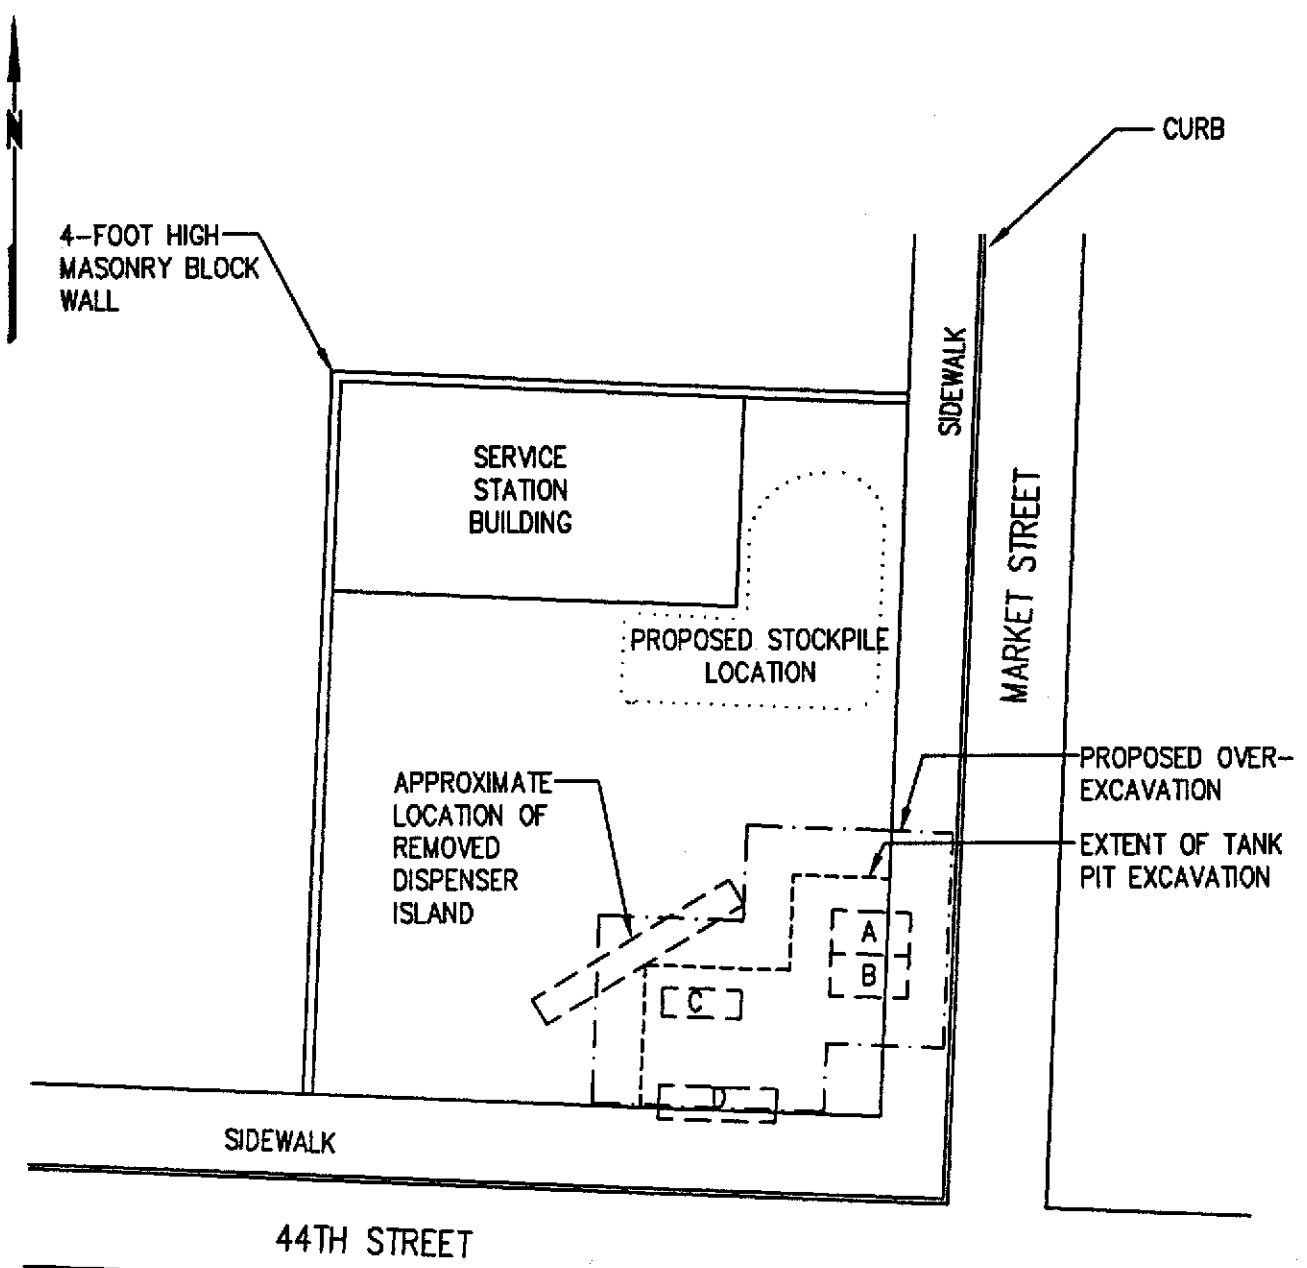 N
CURB
4-FOOT HIGH
MASONRY BLOCK
WALL
SIDEWALK
SERVICE
STATION
BUILDING
MARKET STREET
PROPOSED STOCKPILE
LOCATION
PROPOSED OVER-
EXCAVATION
APPROXIMATE
LOCATION OF
REMOVED
DISPENSER
ISLAND
EXTENT OF TANK
PIT EXCAVATION
A
B
C
D
SIDEWALK
44TH STREET